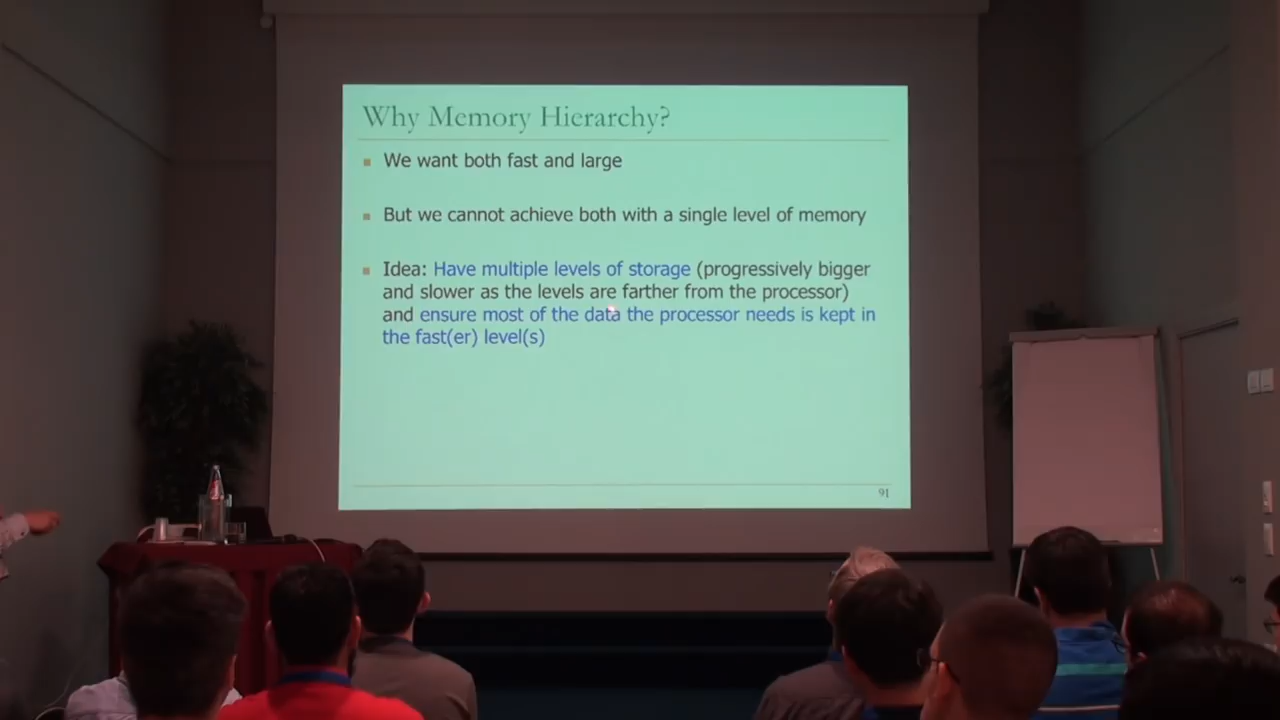 Why Memory Hierarchy?
We want both fast and large
But we cannot achieve both with a single level of memory
Idea: Have multiple levels of storage (progressively bigger
and slower as the levels are farther from the processor)
and ensure most of the data the processor needs is kept in
the fast(er) level(s)
91